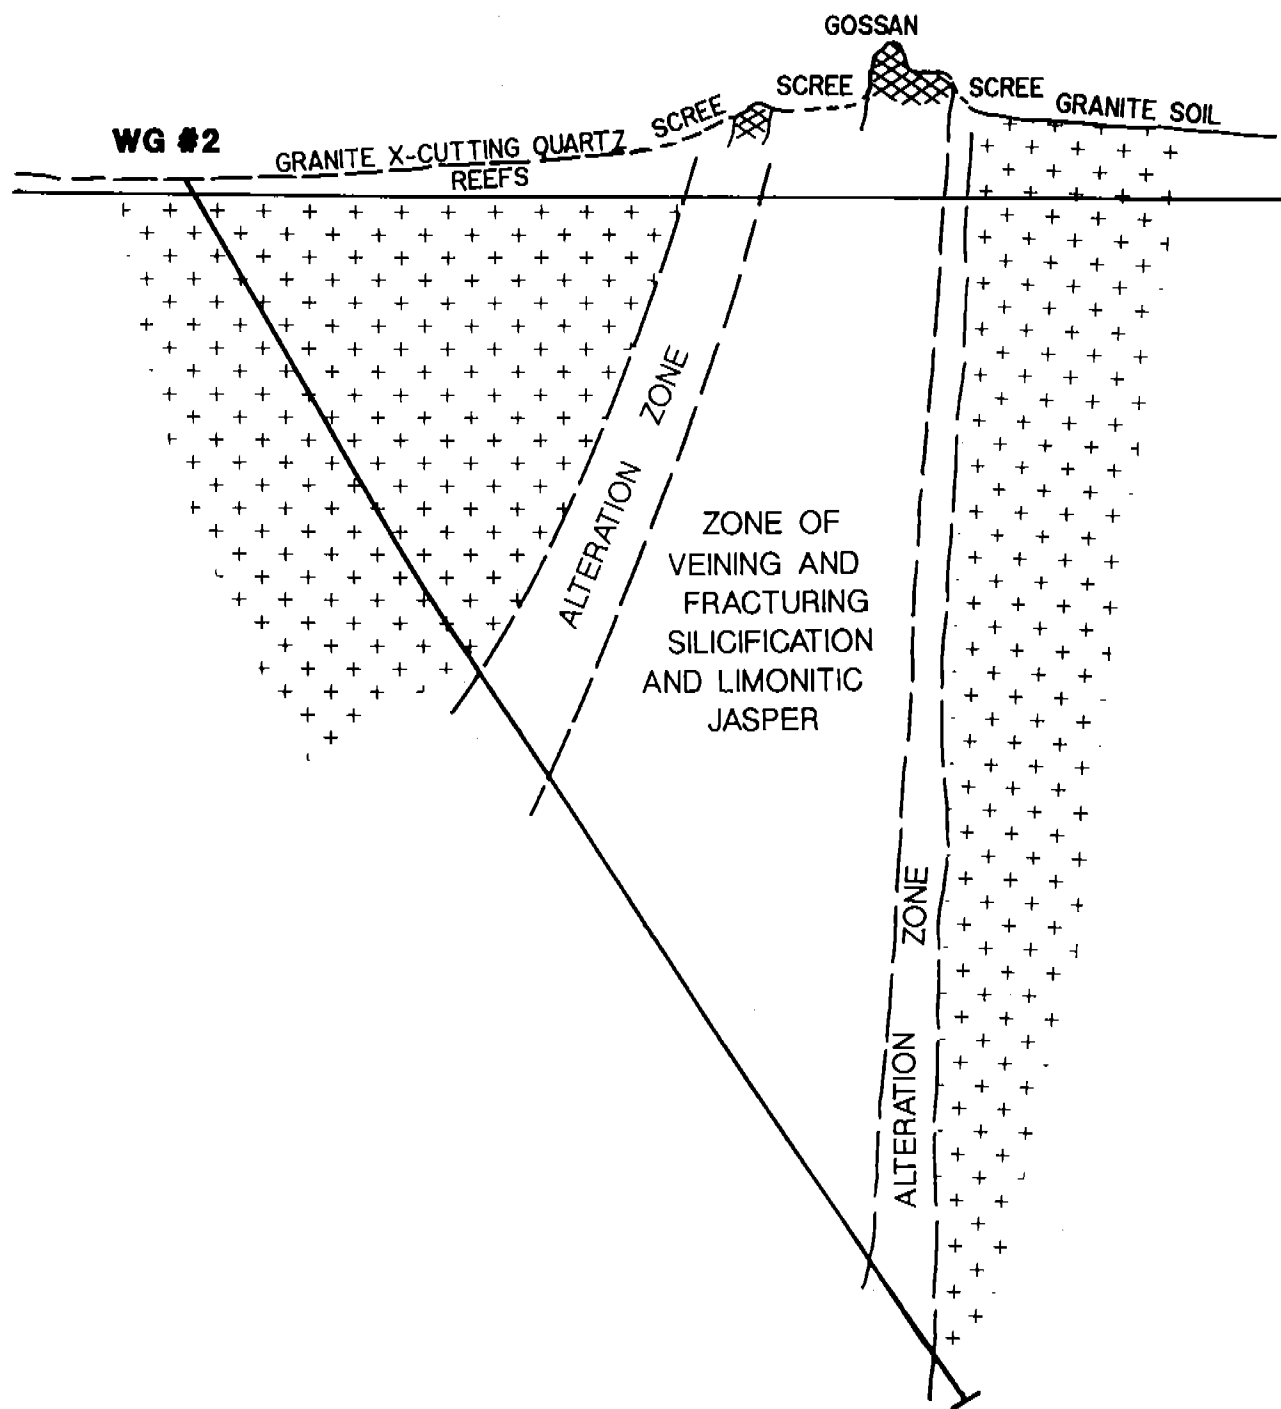 GOSSAN
SCREE
SCREE
SCREE
GRANITE SOIL
WG #2
GRANITE X-CUTTING QUARTZ
REEFS
ALTERATION ZONE
ZONE OF
VEINING AND
FRACTURING
SILICIFICATION
AND LIMONITIC
JASPER
ALTERATION ZONE